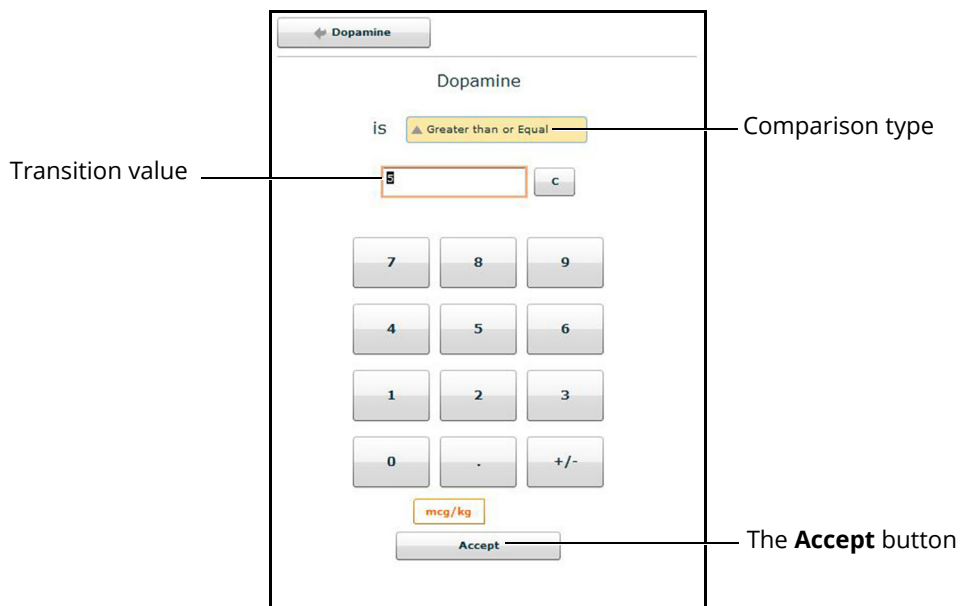 Dopamine
Dopamine
is Greater than or Equal
Comparison type
Transition value
5
C
7 8 9
4 5 6
1 2 3
0 . +/-
mcg/kg
Accept
The Accept button